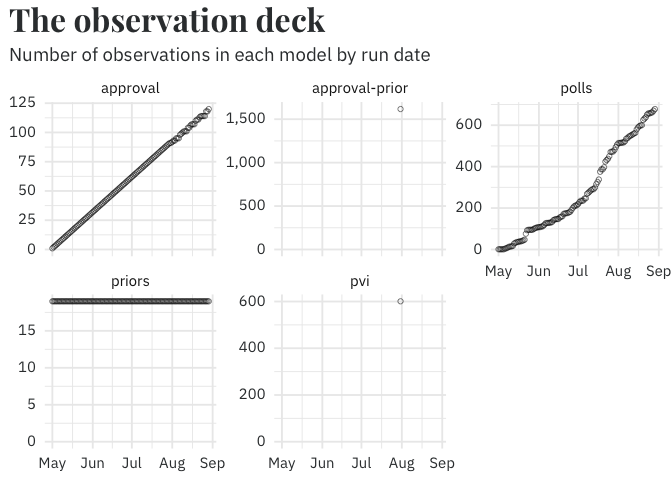 The observation deck
Number of observations in each model by run date
approval
125
100
75
50
25
0
approval-prior
1,500
1,000
500
0
polls
600
400
200
0
May Jun Jul Aug Sep
priors
15
10
5
0
May Jun Jul Aug Sep
pvi
600
400
200
0
May Jun Jul Aug Sep